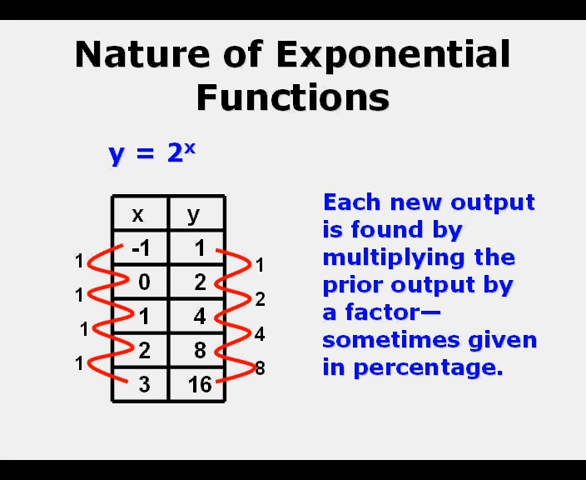 Nature of Exponential
Functions
y = 2ˣ
x y
-1 1
0 2
1 4
2 8
3 16
1
1
1
1
1
2
4
8
Each new output
is found by
multiplying the
prior output by
a factor—
sometimes given
in percentage.